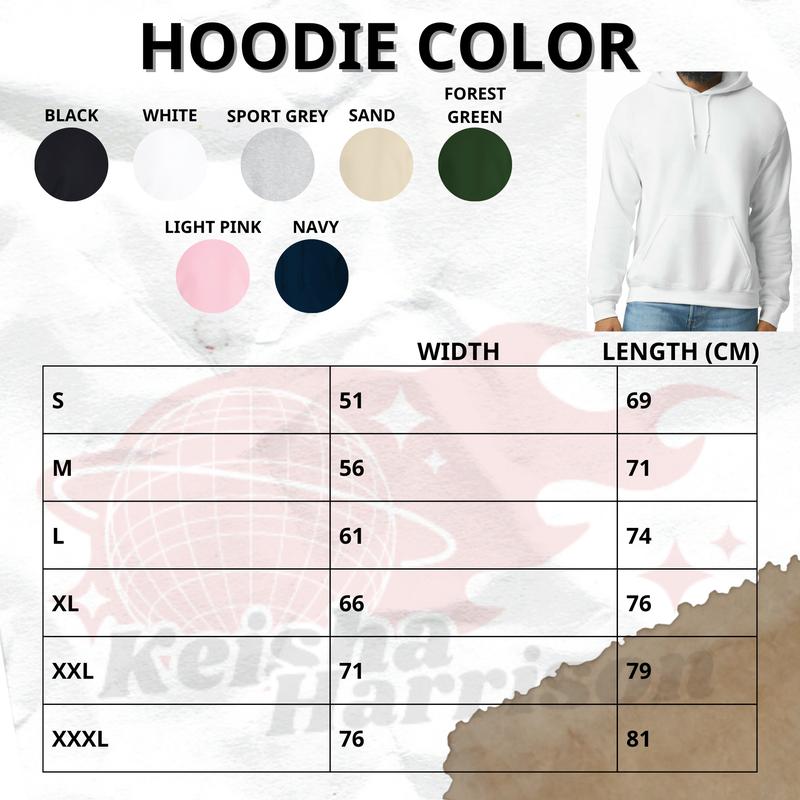 HOODIE COLOR
BLACK WHITE SPORT GREY SAND FOREST GREEN
LIGHT PINK NAVY
WIDTH LENGTH (CM)
S 51 69
M 56 71
L 61 74
XL 66 76
XXL 71 79
XXXL 76 81
Keisha
Harrison